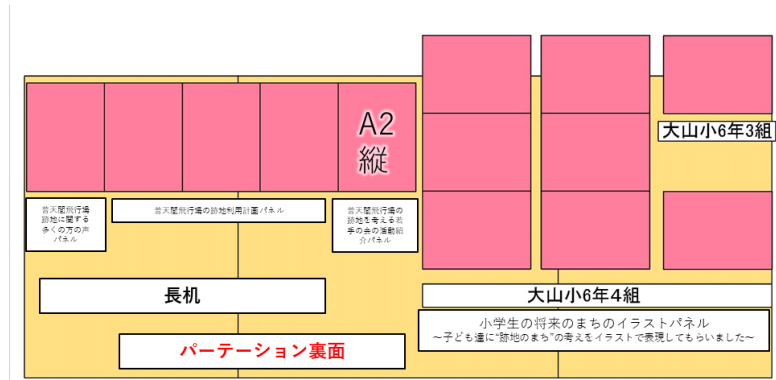 A2
縦
大山小6年3組
普天間飛行場
跡地に関する
多くの方の声
パネル
普天間飛行場の跡地利用計画パネル
普天間飛行場の
跡地を考える若
手の会の活動紹
介パネル
長机
大山小6年4組
小学生の将来のまちのイラストパネル
～子ども達に“跡地のまち”の考えをイラストで表現してもらいました～
パーテーション裏面